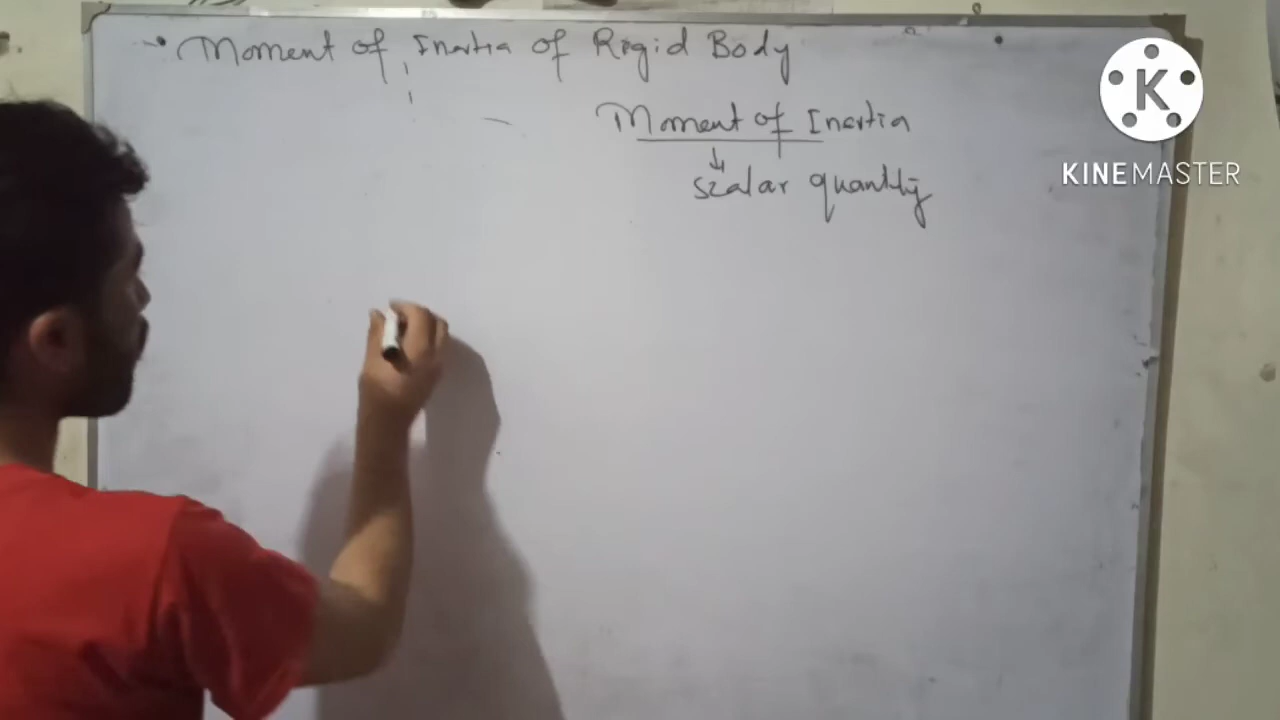 Moment of Inertia of Rigid Body
Moment of Inertia
scalar quantity
K
KINEMASTER